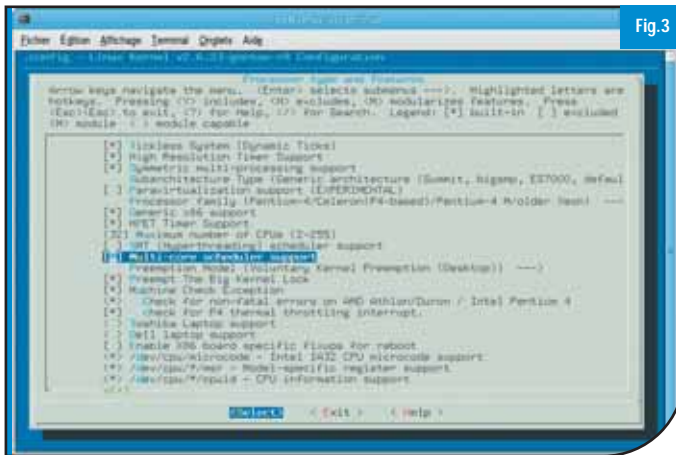 Fig.3
Fichier Édition Affichage Terminal Onglets Aide
.config - Linux Kernel v2.6.23-gentoo-r8 Configuration
Processor type and features
Arrow keys navigate the menu. <Enter> selects submenus --->. Highlighted letters are
hotkeys. Pressing <Y> includes, <N> excludes, <M> modularizes features. Press
<Esc><Esc> to exit, <?> for Help, </> for Search. Legend: [*] built-in [ ] excluded
<M> module < > module capable
[*] Tickless System (Dynamic Ticks)
[*] High Resolution Timer Support
[*] Symmetric multi-processing support
Subarchitecture Type (Generic architecture (Summit, bigsmp, ES7000, defaul
[ ] Paravirtualization support (EXPERIMENTAL)
Processor family (Pentium-4/Celeron(P4-based)/Pentium-4 M/older Xeon) ---
[*] Generic x86 support
[*] HPET Timer Support
(32) Maximum number of CPUs (2-255)
[ ] SMT (Hyperthreading) scheduler support
[*] Multi-core scheduler support
Preemption Model (Voluntary Kernel Preemption (Desktop)) --->
[*] Preempt The Big Kernel Lock
[*] Machine Check Exception
<*> Check for non-fatal errors on AMD Athlon/Duron / Intel Pentium 4
[*] check for P4 thermal throttling interrupt.
< > Toshiba Laptop support
< > Dell laptop support
[ ] Enable X86 board specific fixups for reboot
<*> /dev/cpu/microcode - Intel IA32 CPU microcode support
<*> /dev/cpu/*/msr - Model-specific register support
<*> /dev/cpu/*/cpuid - CPU information support
<Select> < Exit > < Help >